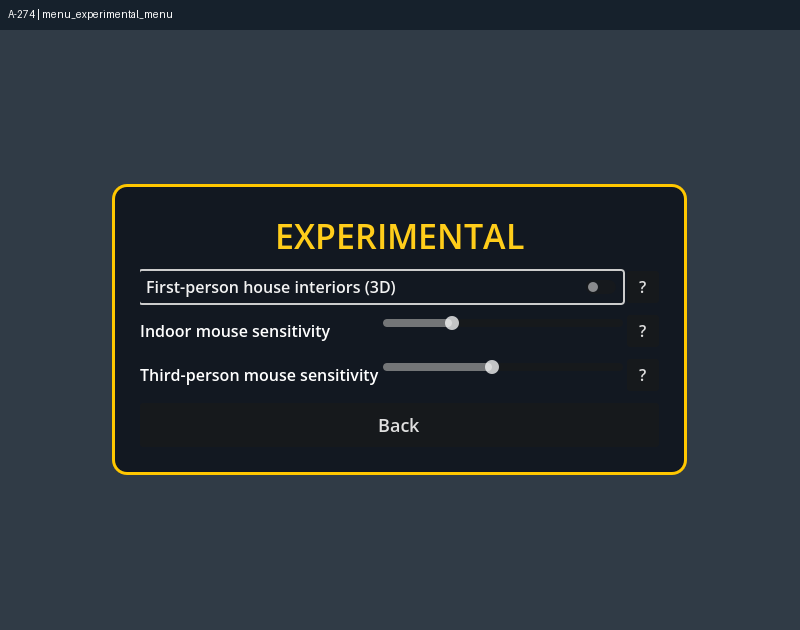 A-274 | menu_experimental_menu
EXPERIMENTAL
First-person house interiors (3D) ?
Indoor mouse sensitivity ?
Third-person mouse sensitivity ?
Back